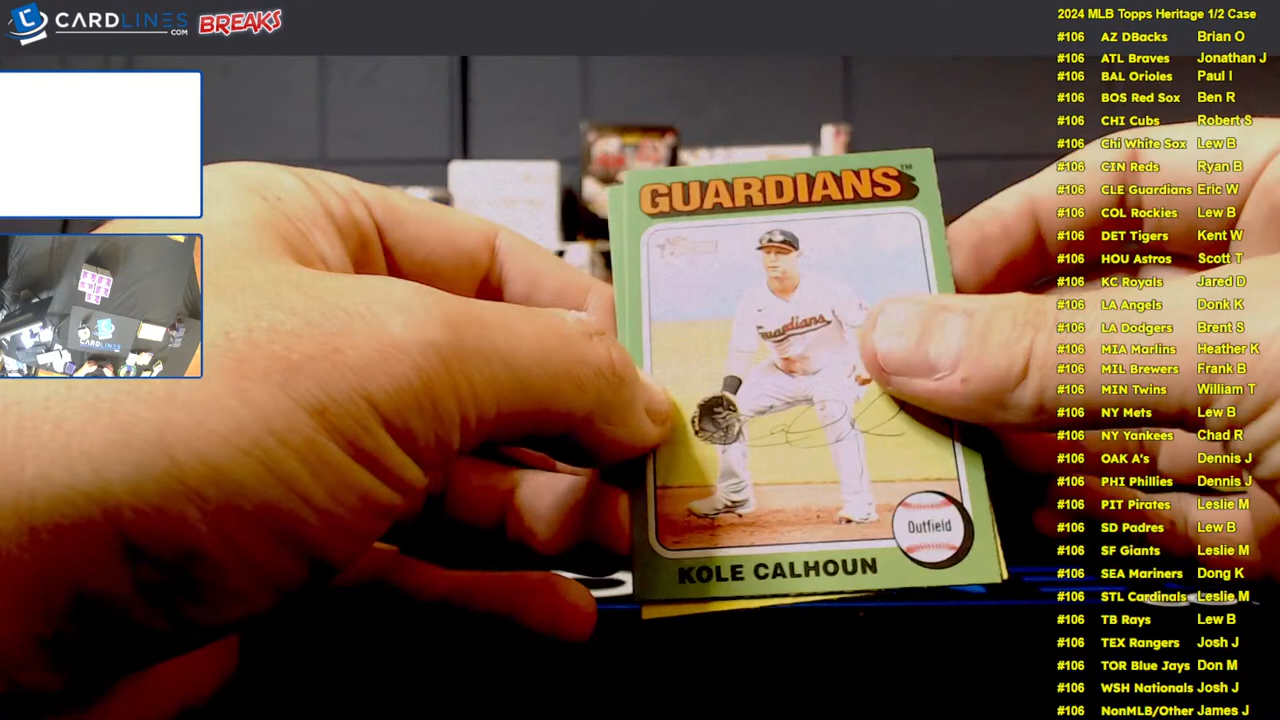 CARDLINES
.COM
BREAKS
GUARDIANS™
Guardians
Outfield
KOLE CALHOUN
CARDLINES
2024 MLB Topps Heritage 1/2 Case
#106 AZ DBacks Brian O
#106 ATL Braves Jonathan J
#106 BAL Orioles Paul I
#106 BOS Red Sox Ben R
#106 CHI Cubs Robert S
#106 Chi White Sox Lew B
#106 CIN Reds Ryan B
#106 CLE Guardians Eric W
#106 COL Rockies Lew B
#106 DET Tigers Kent W
#106 HOU Astros Scott T
#106 KC Royals Jared D
#106 LA Angels Donk K
#106 LA Dodgers Brent S
#106 MIA Marlins Heather K
#106 MIL Brewers Frank B
#106 MIN Twins William T
#106 NY Mets Lew B
#106 NY Yankees Chad R
#106 OAK A's Dennis J
#106 PHI Phillies Dennis J
#106 PIT Pirates Leslie M
#106 SD Padres Lew B
#106 SF Giants Leslie M
#106 SEA Mariners Dong K
#106 STL Cardinals Leslie M
#106 TB Rays Lew B
#106 TEX Rangers Josh J
#106 TOR Blue Jays Don M
#106 WSH Nationals Josh J
#106 NonMLB/Other James J